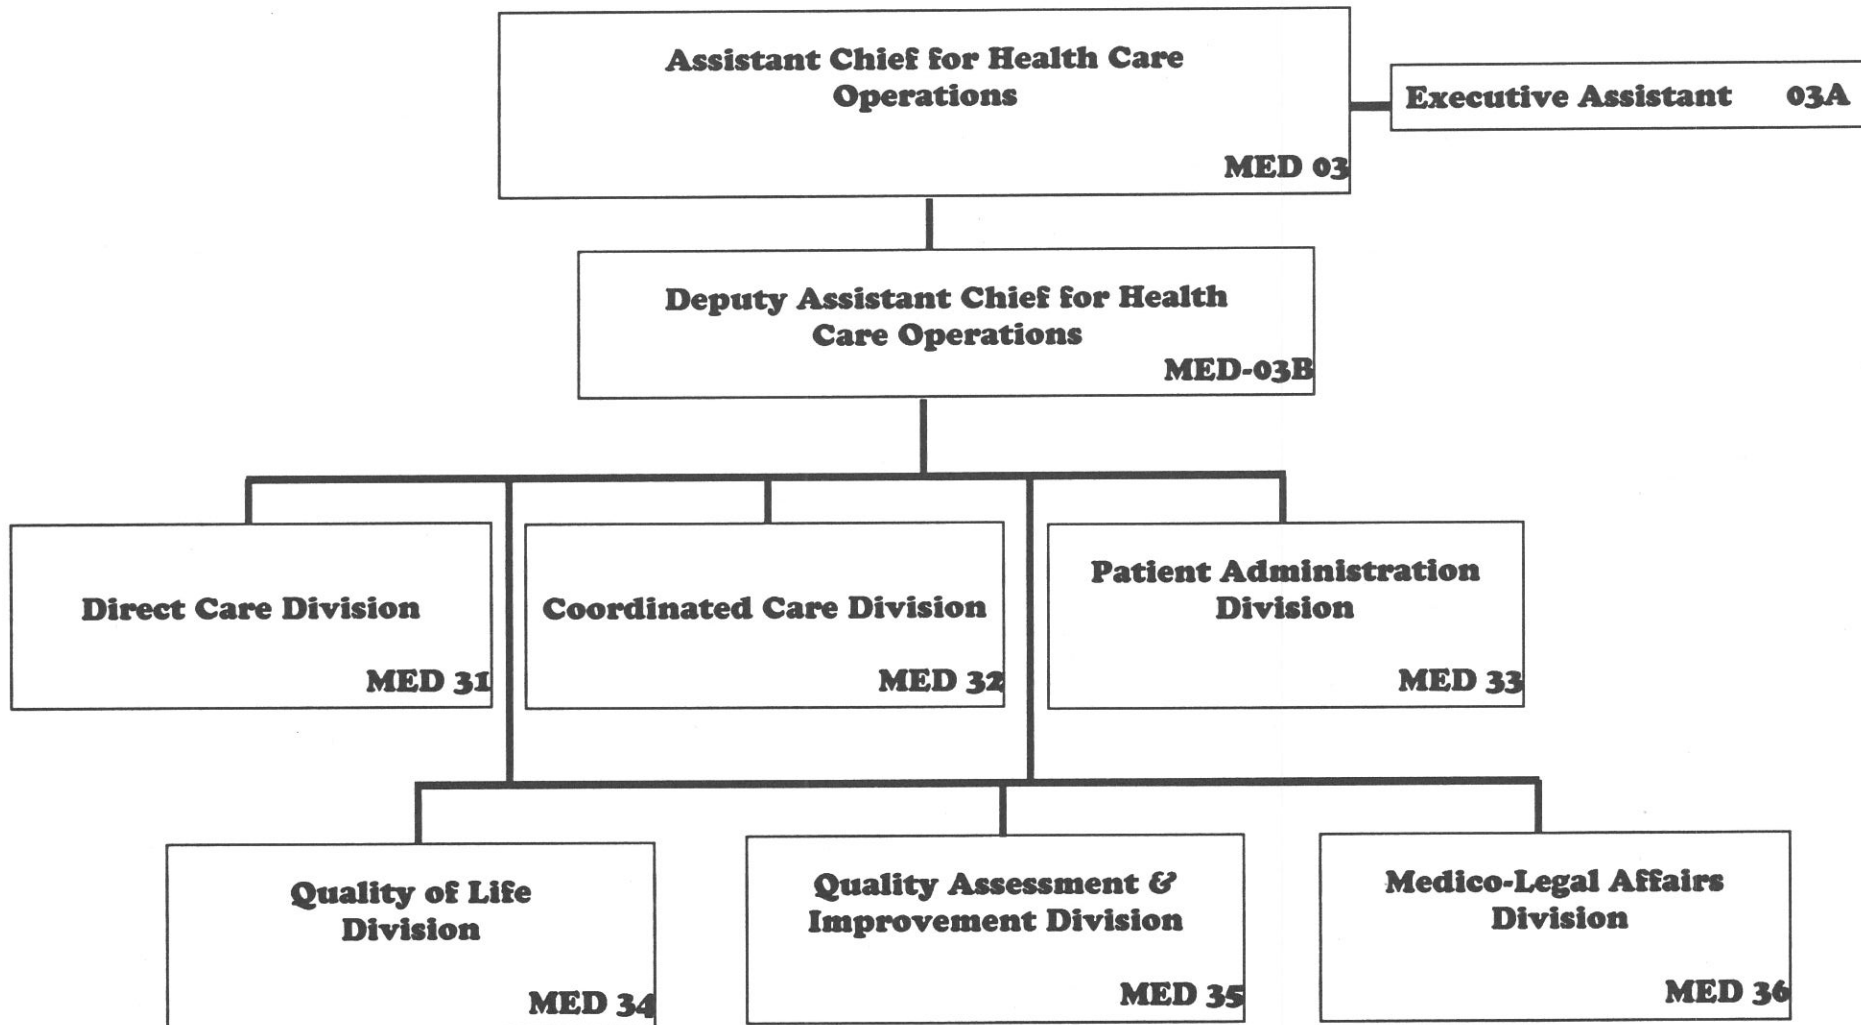 Assistant Chief for Health Care
Operations
MED 03
Executive Assistant 03A
Deputy Assistant Chief for Health
Care Operations
MED-03B
Direct Care Division
MED 31
Coordinated Care Division
MED 32
Patient Administration
Division
MED 33
Quality of Life
Division
MED 34
Quality Assessment &
Improvement Division
MED 35
Medico-Legal Affairs
Division
MED 36